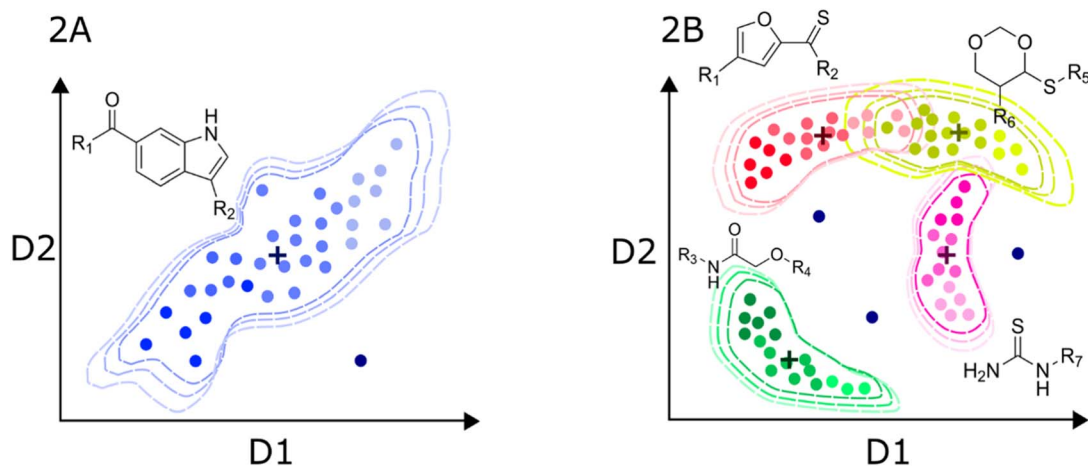 2A
O
R₁
H
N
R₂
D2
D1
2B
O
S
R₁
R₂
O
O
S
R₅
R₆
D2
O
R₃
N
H
O
R₄
S
H₂N
N
H
R₇
D1